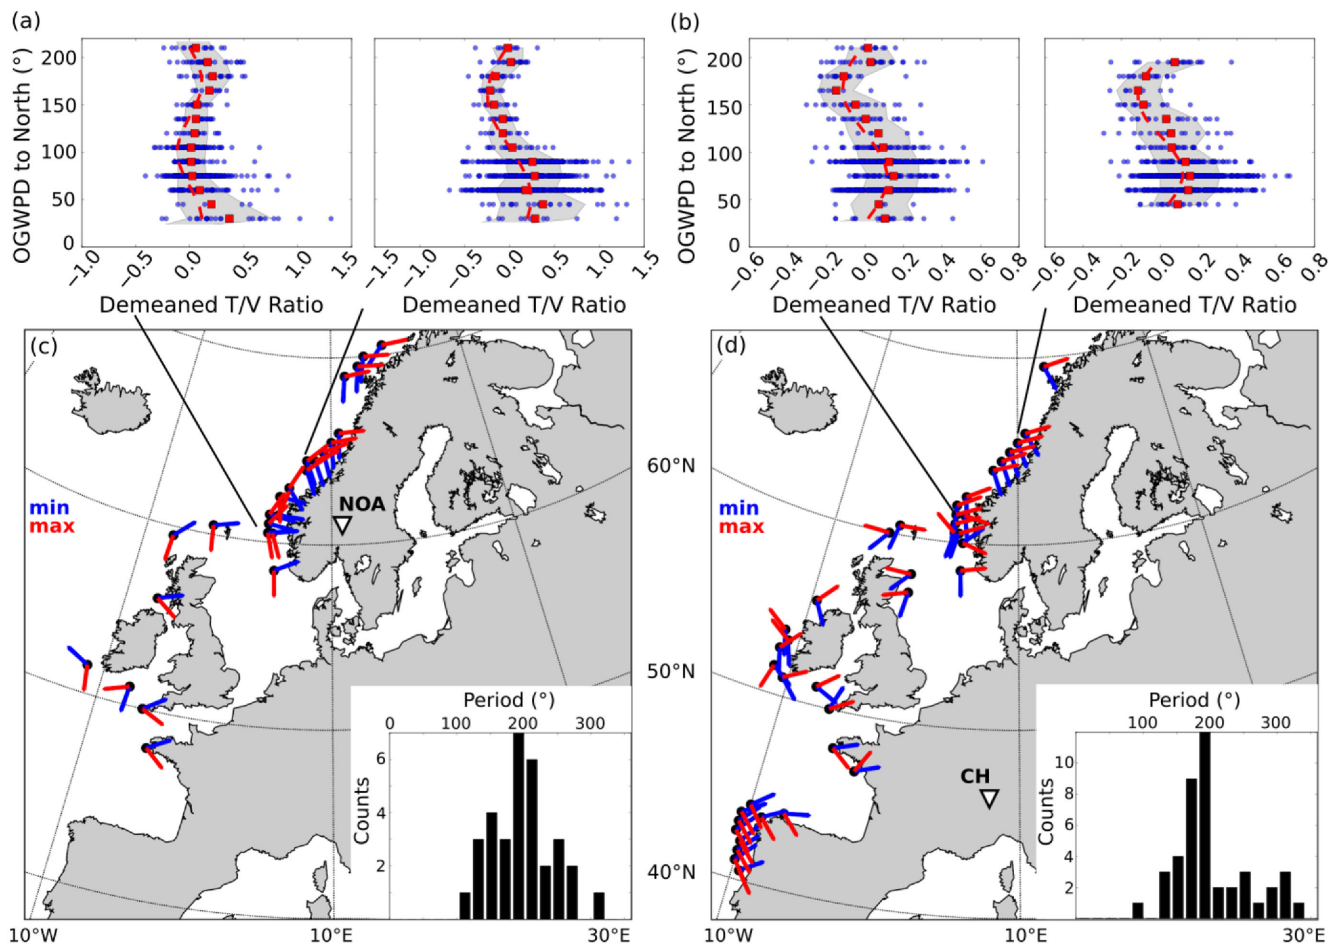 (a)
(b)
OGWPD to North (°)
200
150
100
50
0
−1.0
−0.5
0.0
0.5
1.0
1.5
Demeaned T/V Ratio
−1.0
−0.5
0.0
0.5
1.0
1.5
Demeaned T/V Ratio
OGWPD to North (°)
200
150
100
50
0
−0.6
−0.4
−0.2
0.0
0.2
0.4
0.6
0.8
Demeaned T/V Ratio
−0.6
−0.4
−0.2
0.0
0.2
0.4
0.6
0.8
Demeaned T/V Ratio
(c)
min
max
NOA
Period (°)
0 100 200 300
Counts
6
4
2
10°W
10°E
60°N
50°N
40°N
(d)
min
max
CH
Period (°)
100 200 300
Counts
10
8
6
4
2
30°E
10°W
10°E
30°E